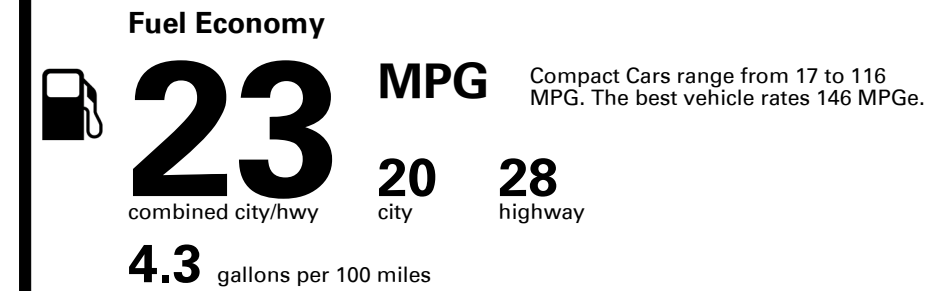 Fuel Economy
23
MPG
Compact Cars range from 17 to 116
MPG. The best vehicle rates 146 MPGe.
combined city/hwy
20
city
28
highway
4.3 gallons per 100 miles